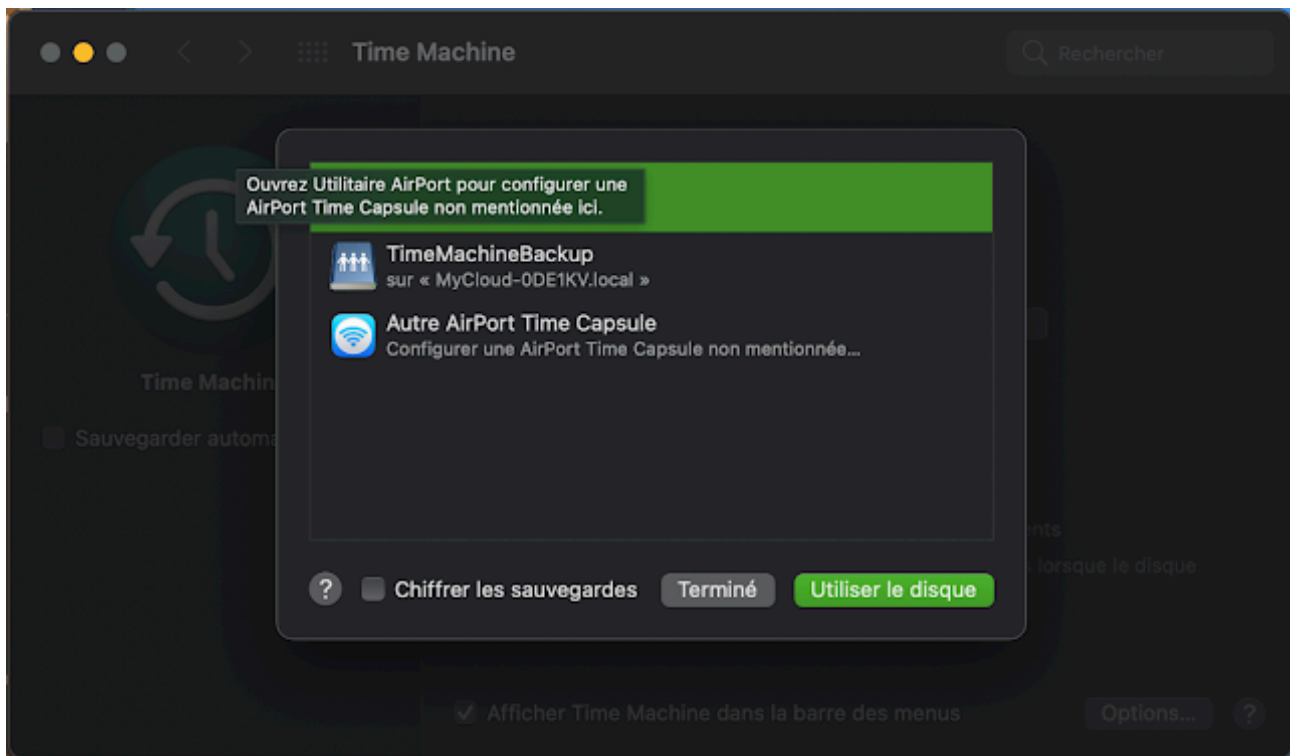 Time Machine
Rechercher
Ouvrez Utilitaire AirPort pour configurer une
AirPort Time Capsule non mentionnée ici.
TimeMachineBackup
sur « MyCloud-0DE1KV.local »
Autre AirPort Time Capsule
Configurer une AirPort Time Capsule non mentionnée...
Time Machin
Sauvegarder automa
nts
lorsque le disque
?
Chiffrer les sauvegardes
Terminé
Utiliser le disque
Afficher Time Machine dans la barre des menus
Options...
?